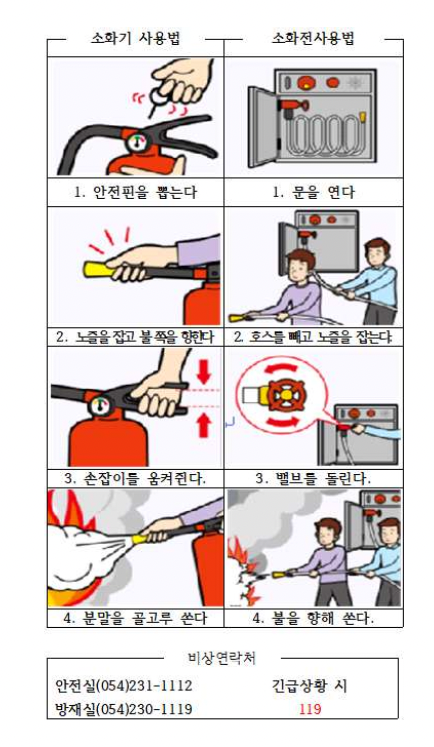 소화기 사용법
소화전사용법
1. 안전핀을 뽑는다
1. 문을 연다
2. 노즐을 잡고 불 쪽을 향한다
2. 호스를 빼고 노즐을 잡는다
3. 손잡이를 움켜쥔다.
3. 밸브를 돌린다.
4. 분말을 골고루 쏜다
4. 불을 향해 쏜다.
비상연락처
안전실(054)231-1112
긴급상황 시
방재실(054)230-1119
119